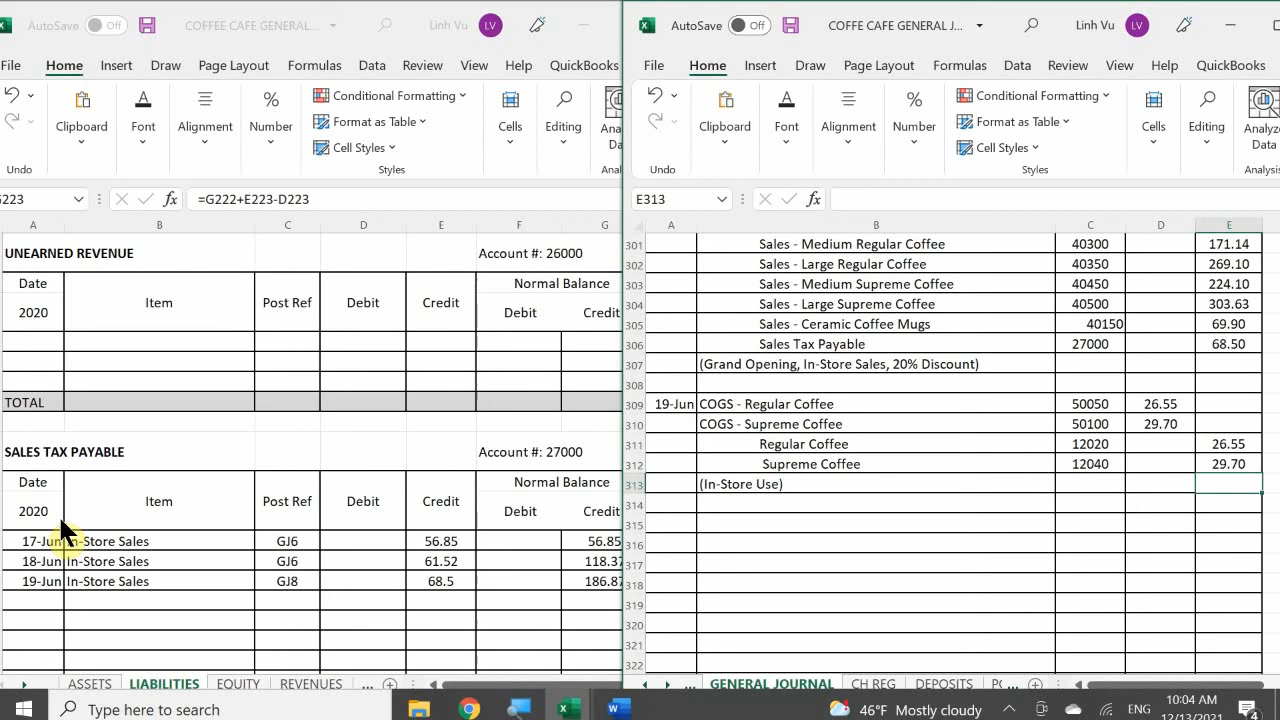 AutoSave Off COFFEE CAFE GENERAL... Linh Vu LV
File Home Insert Draw Page Layout Formulas Data Review View Help QuickBooks
Clipboard Font Alignment Number Conditional Formatting Format as Table Cell Styles Cells Editing
Undo Styles
G223 fx =G222+E223-D223
A B C D E F G
UNEARNED REVENUE Account #: 26000
Date Item Post Ref Debit Credit Normal Balance
2020 Debit Credit
TOTAL
SALES TAX PAYABLE Account #: 27000
Date Item Post Ref Debit Credit Normal Balance
2020 Debit Credit
17-Jun In-Store Sales GJ6 56.85 56.85
18-Jun In-Store Sales GJ6 61.52 118.37
19-Jun In-Store Sales GJ8 68.5 186.87
... ASSETS LIABILITIES EQUITY REVENUES ...
AutoSave Off COFFE CAFE GENERAL J... Linh Vu LV
File Home Insert Draw Page Layout Formulas Data Review View Help QuickBooks
Clipboard Font Alignment Number Conditional Formatting Format as Table Cell Styles Cells Editing Analyze Data
Undo Styles Analysis
E313 fx
A B C D E
301 Sales - Medium Regular Coffee 40300 171.14
302 Sales - Large Regular Coffee 40350 269.10
303 Sales - Medium Supreme Coffee 40450 224.10
304 Sales - Large Supreme Coffee 40500 303.63
305 Sales - Ceramic Coffee Mugs 40150 69.90
306 Sales Tax Payable 27000 68.50
307 (Grand Opening, In-Store Sales, 20% Discount)
308
309 19-Jun COGS - Regular Coffee 50050 26.55
310 COGS - Supreme Coffee 50100 29.70
311 Regular Coffee 12020 26.55
312 Supreme Coffee 12040 29.70
313 (In-Store Use)
314
315
316
317
318
319
320
321
322
... GENERAL JOURNAL CH REG DEPOSITS ...
Type here to search 46°F Mostly cloudy ENG 10:04 AM
12/13/2021 4